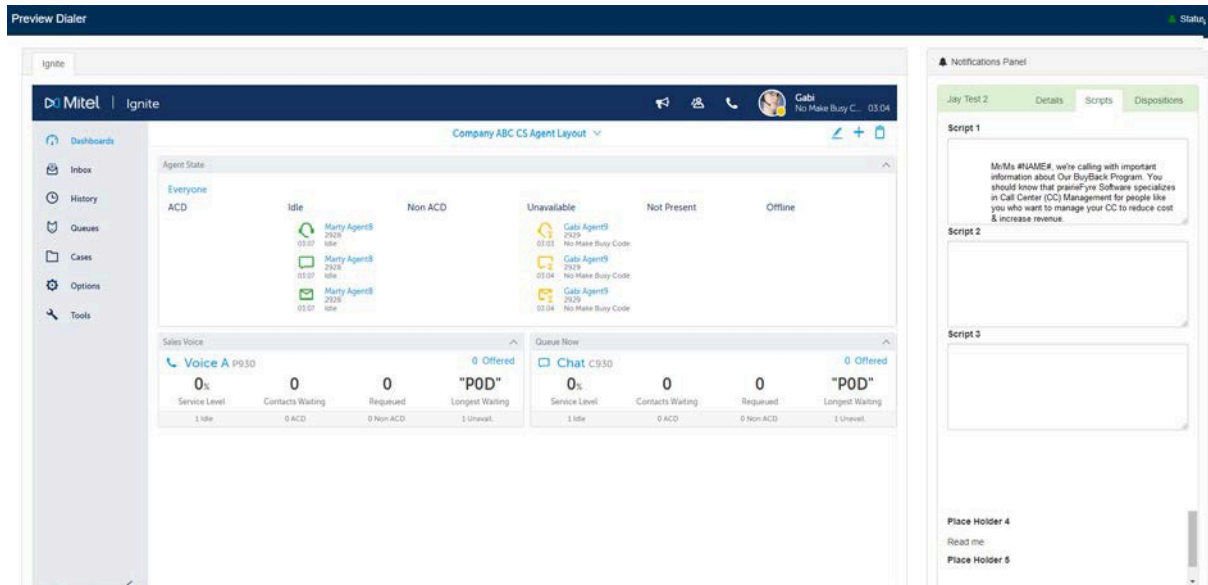 Preview Dialer
Status
Ignite
Mitel | Ignite
Gabi
No Make Busy C... 03:04
Dashboards
Inbox
History
Queues
Cases
Options
Tools
Company ABC CS Agent Layout
Agent State
Everyone
ACD Idle Non ACD Unavailable Not Present Offline
Marty Agent8
2928
03:07 Idle
Marty Agent8
2928
03:07 Idle
Marty Agent8
2928
03:07 Idle
Gabi Agent9
2929
03:03 No Make Busy Code
Gabi Agent9
2929
03:04 No Make Busy Code
Gabi Agent9
2929
03:04 No Make Busy Code
Sales Voice
Voice A P930 0 Offered
0% 0 0 "P0D"
Service Level Contacts Waiting Requeued Longest Waiting
1 Idle 0 ACD 0 Non ACD 1 Unavail.
Queue Now
Chat C930 0 Offered
0% 0 0 "P0D"
Service Level Contacts Waiting Requeued Longest Waiting
1 Idle 0 ACD 0 Non ACD 1 Unavail.
Notifications Panel
Jay Test 2 Details Scripts Dispositions
Script 1
Mr/Ms #NAME#, we're calling with important
information about Our BuyBack Program. You
should know that prairieFyre Software specializes
in Call Center (CC) Management for people like
you who want to manage your CC to reduce cost
& increase revenue.
Script 2
Script 3
Place Holder 4
Read me
Place Holder 5